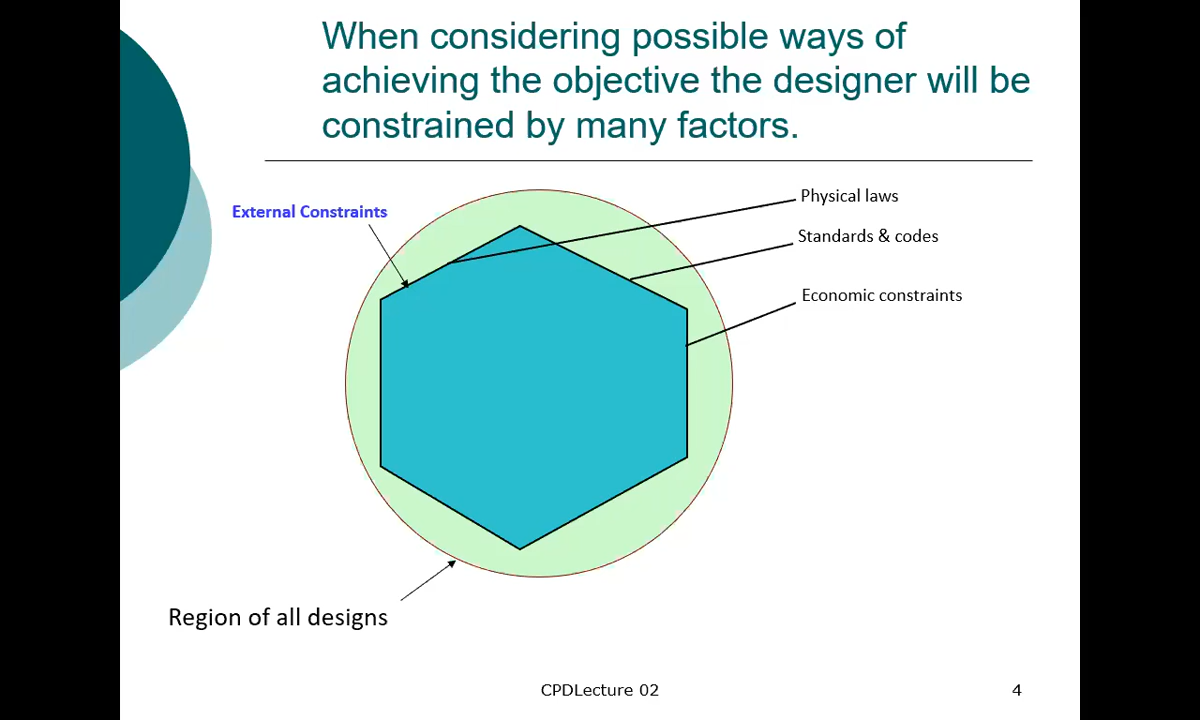 When considering possible ways of
achieving the objective the designer will be
constrained by many factors.
External Constraints
Physical laws
Standards & codes
Economic constraints
Region of all designs
CPDLecture 02
4